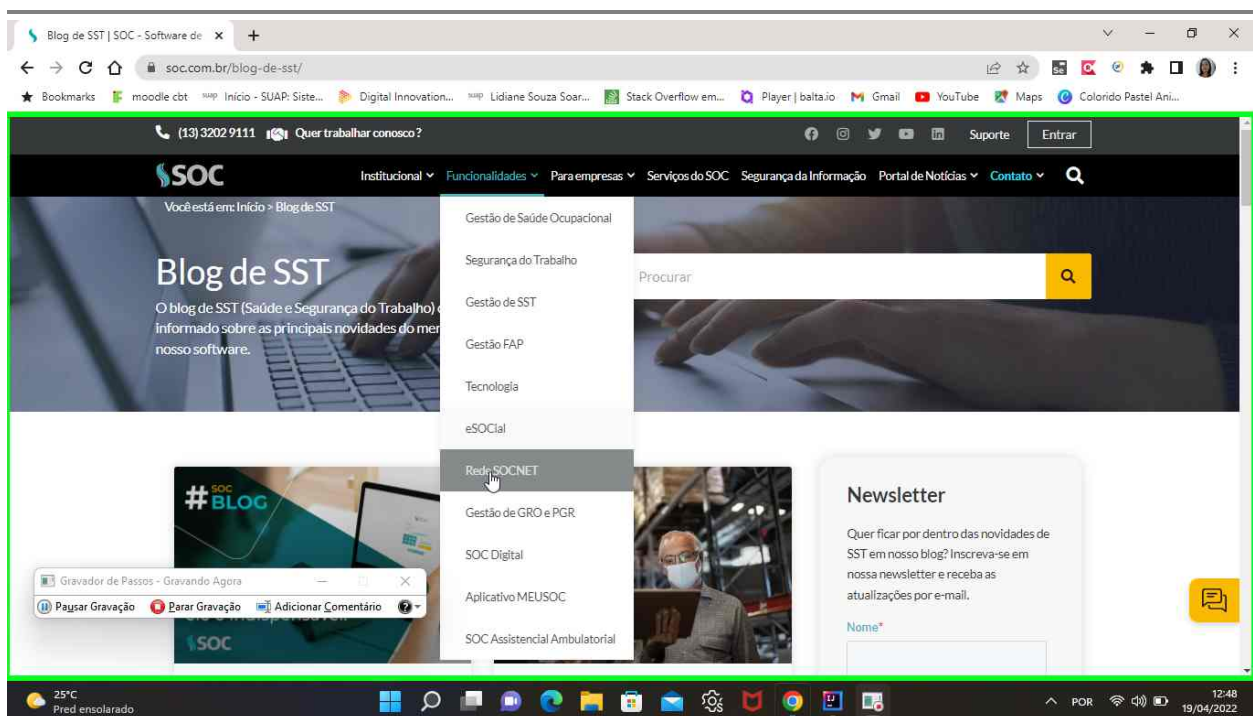 Blog de SST | SOC - Software de
soc.com.br/blog-de-sst/
Bookmarks moodle cbt Início - SUAP: Siste... Digital Innovation... Lidiane Souza Soar... Stack Overflow em... Player | balta.io Gmail YouTube Maps Colorido Pastel Ani...
(13) 3202 9111 Quer trabalhar conosco? Suporte Entrar
SOC Institucional Funcionalidades Para empresas Serviços do SOC Segurança da Informação Portal de Notícias Contato
Você está em: Início > Blog de SST
Gestão de Saúde Ocupacional
Segurança do Trabalho
Gestão de SST
Gestão FAP
Tecnologia
eSOCial
Rede SOCNET
Gestão de GRO e PGR
SOC Digital
Aplicativo MEUSOC
SOC Assistencial Ambulatorial
Blog de SST
O blog de SST (Saúde e Segurança do Trabalho)
informado sobre as principais novidades do mer
nosso software.
Procurar
#SOC BLOG
SOC
Newsletter
Quer ficar por dentro das novidades de
SST em nosso blog? Inscreva-se em
nossa newsletter e receba as
atualizações por e-mail.
Nome*
Gravador de Passos - Gravando Agora
Pausar Gravação Parar Gravação Adicionar Comentário
25°C
Pred ensolarado
POR
12:48
19/04/2022